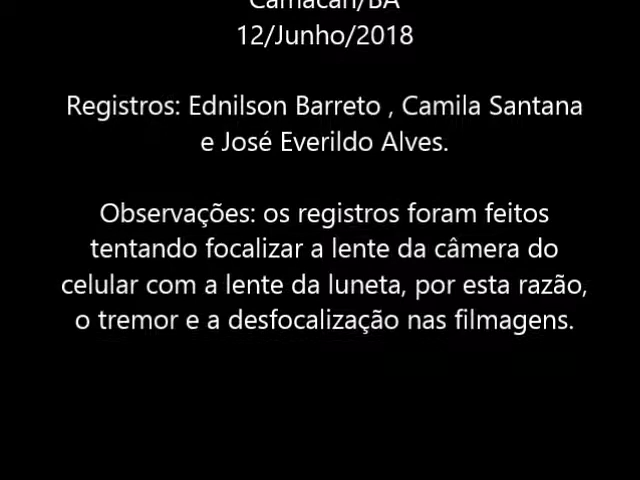 Camacan/BA
12/Junho/2018
Registros: Ednilson Barreto , Camila Santana
e José Everildo Alves.
Observações: os registros foram feitos
tentando focalizar a lente da câmera do
celular com a lente da luneta, por esta razão,
o tremor e a desfocalização nas filmagens.